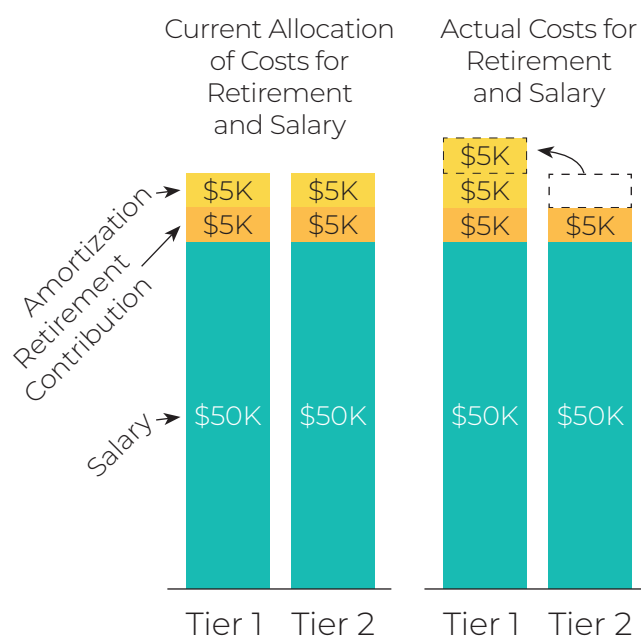 Current Allocation
of Costs for
Retirement
and Salary
Actual Costs for
Retirement
and Salary
Amortization
Retirement
Contribution
Salary
$5K
$5K
$50K
$5K
$5K
$50K
$5K
$5K
$5K
$50K
$5K
$50K
Tier 1
Tier 2
Tier 1
Tier 2